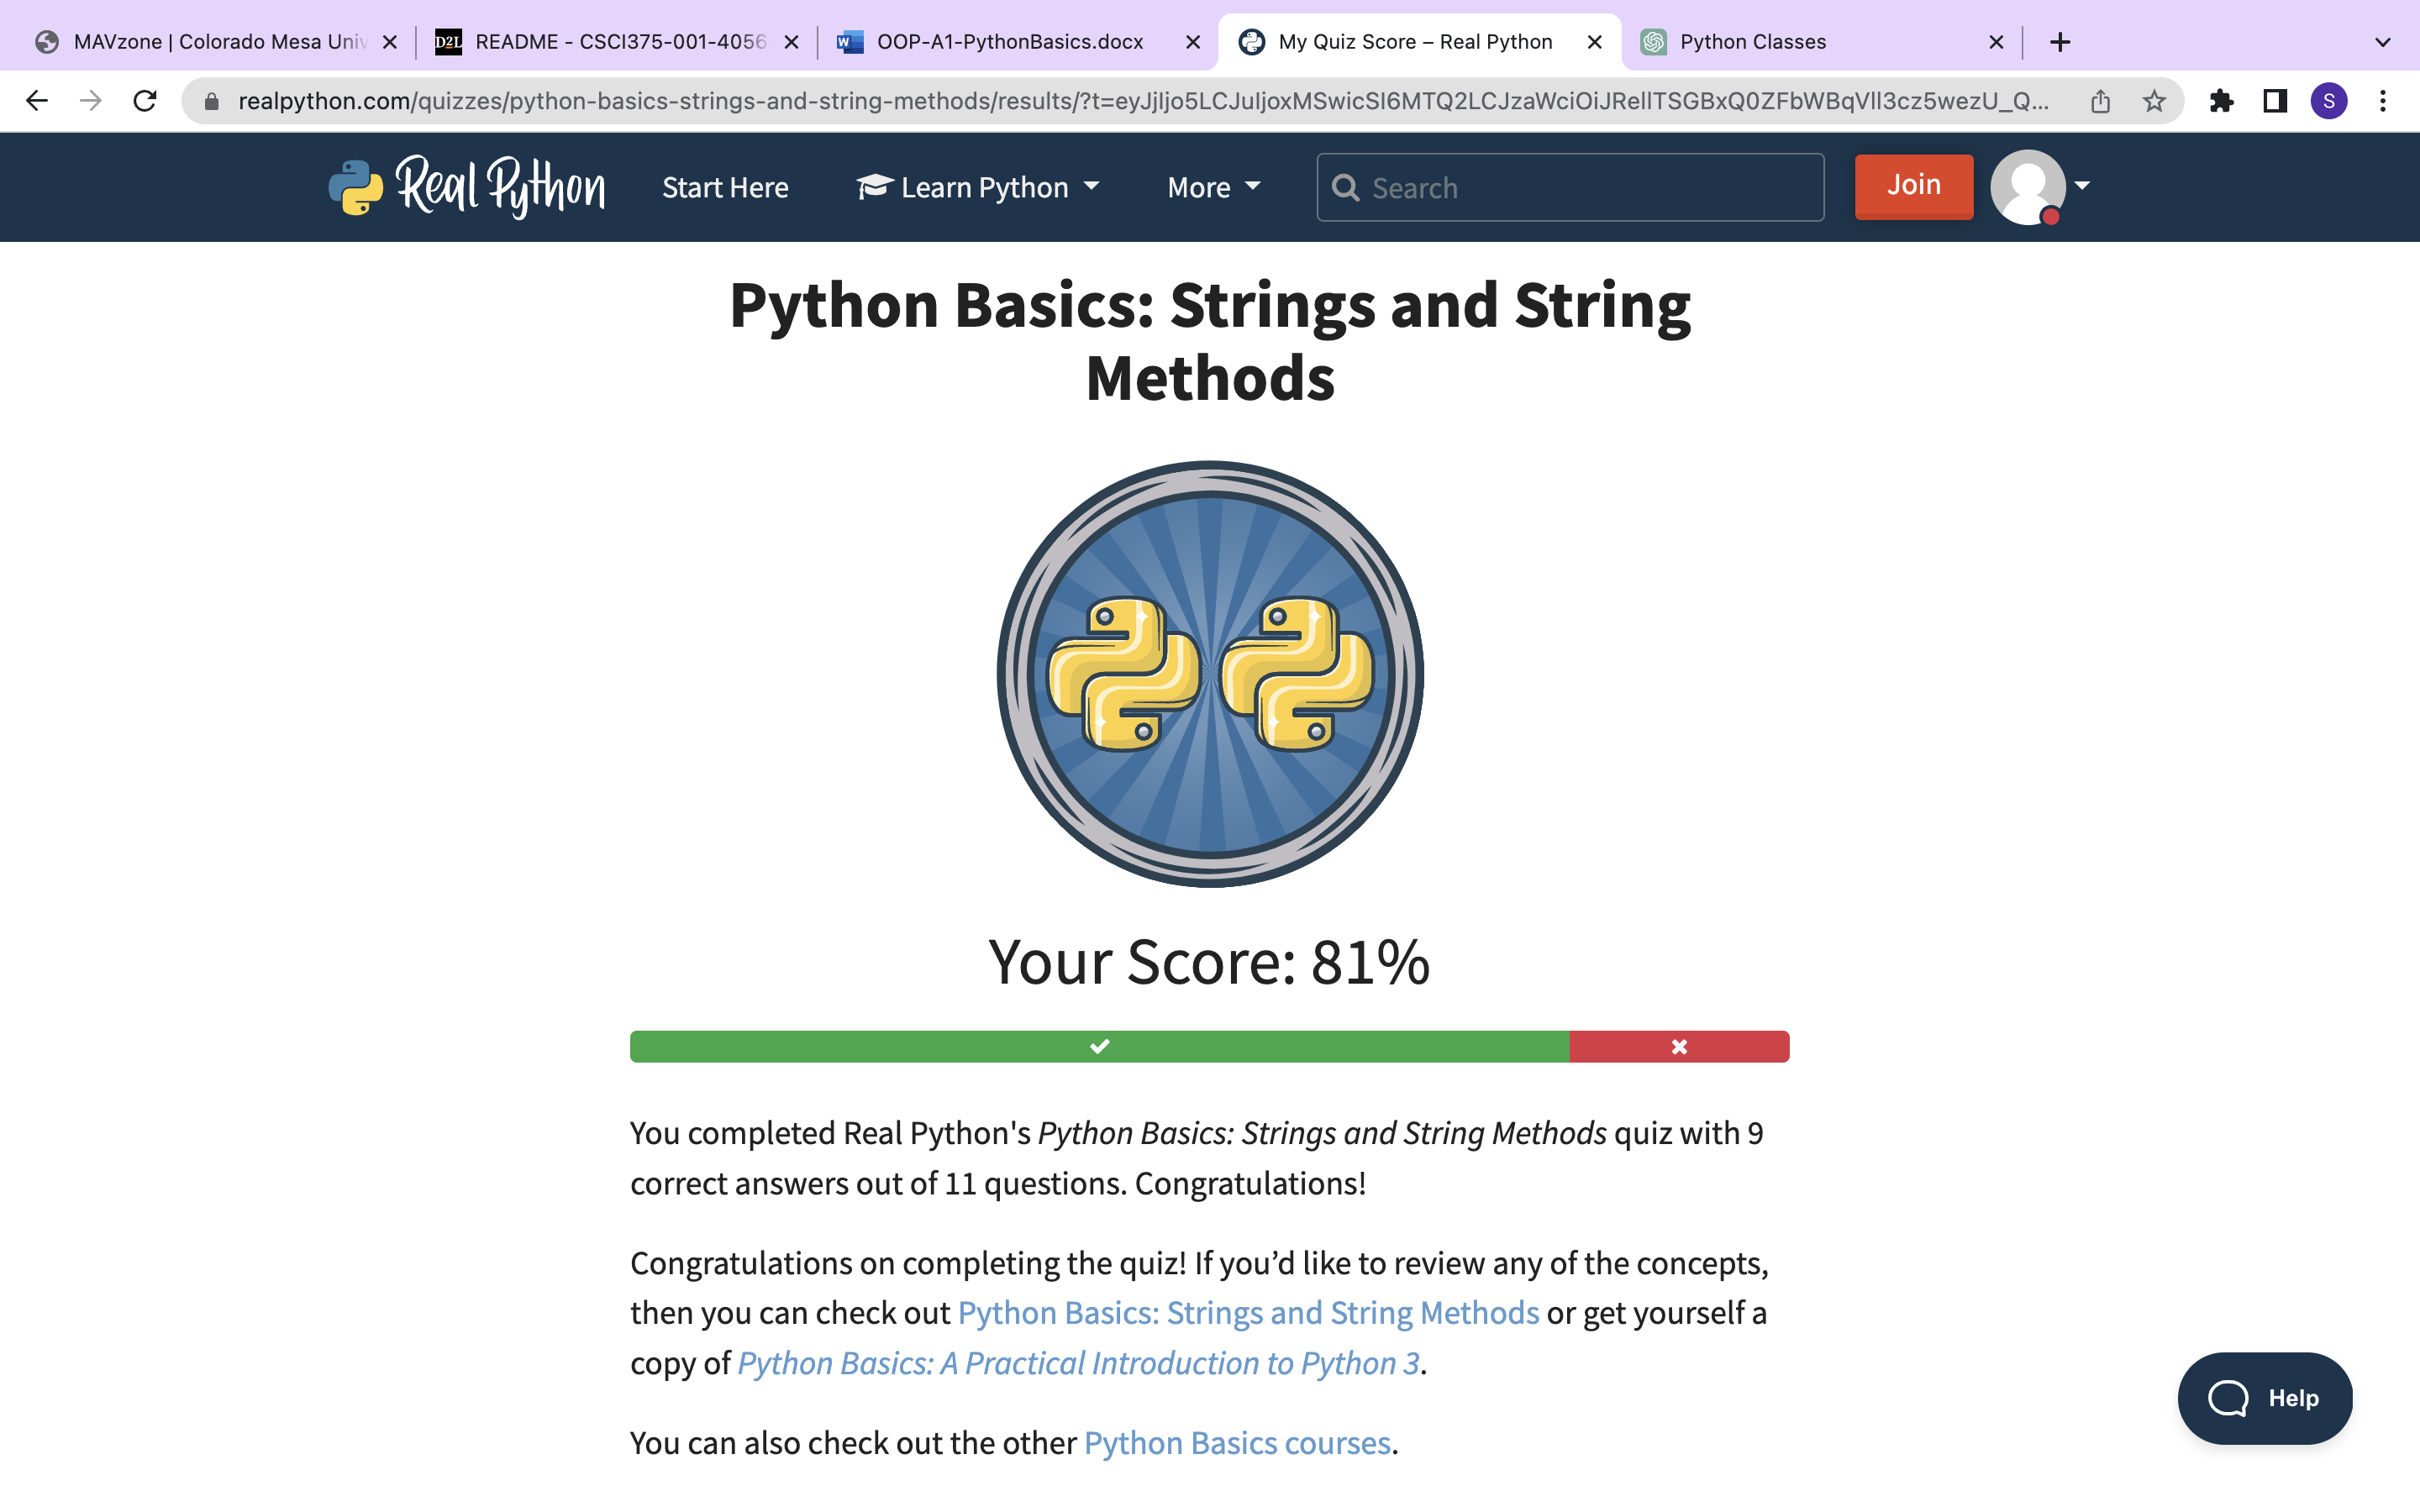 MAVzone | Colorado Mesa Univ
D2L README - CSCI375-001-4056
W OOP-A1-PythonBasics.docx
My Quiz Score – Real Python
Python Classes
realpython.com/quizzes/python-basics-strings-and-string-methods/results/?t=
S
Real Python
Start Here
Learn Python
More
Search
Join
Python Basics: Strings and String
Methods
Your Score: 81%
You completed Real Python's Python Basics: Strings and String Methods quiz with 9
correct answers out of 11 questions. Congratulations!
Congratulations on completing the quiz! If you’d like to review any of the concepts,
then you can check out Python Basics: Strings and String Methods or get yourself a
copy of Python Basics: A Practical Introduction to Python 3.
You can also check out the other Python Basics courses.
Help